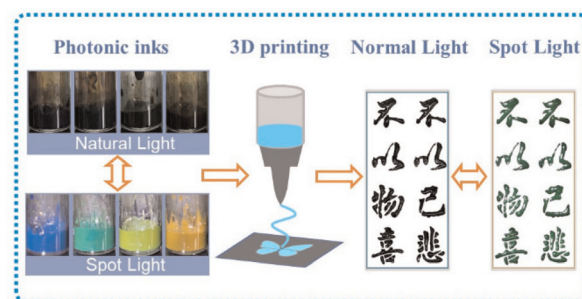 Photonic inks
Natural Light
Spot Light
3D printing
Normal Light
不以物喜
不以己悲
Spot Light
不以物喜
不以己悲